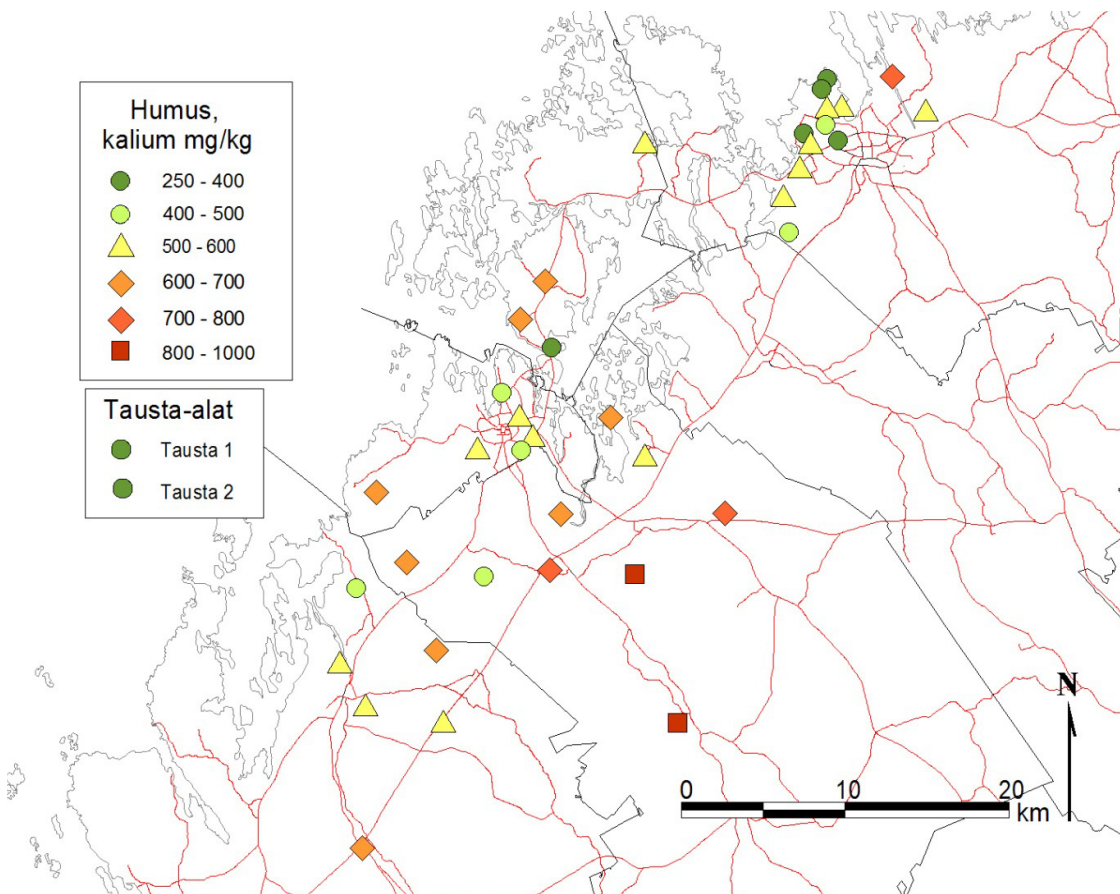 Humus,
kalium mg/kg
250 - 400
400 - 500
500 - 600
600 - 700
700 - 800
800 - 1000
Tausta-alat
Tausta 1
Tausta 2
N
0 10 20
km